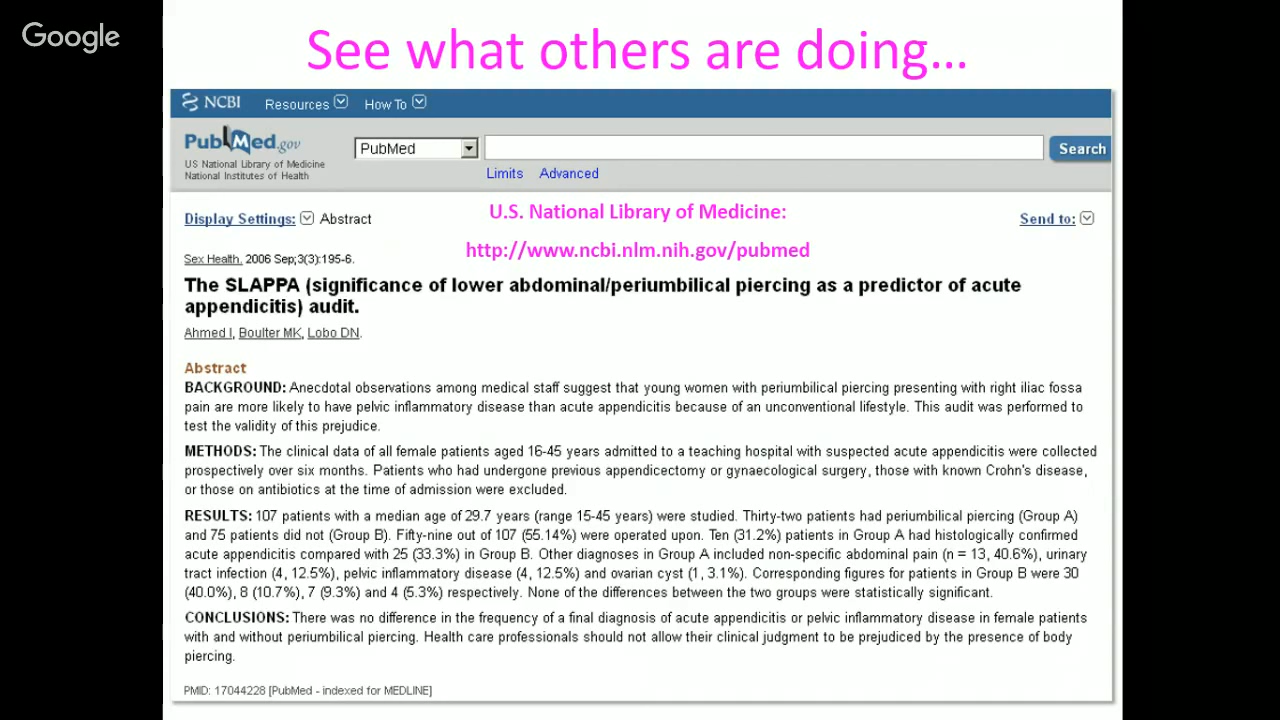 Google
See what others are doing...
NCBI Resources How To
PubMed.gov
US National Library of Medicine
National Institutes of Health
PubMed
Search
Limits Advanced
Display Settings: Abstract
Send to:
U.S. National Library of Medicine:
http://www.ncbi.nlm.nih.gov/pubmed
Sex Health. 2006 Sep;3(3):195-6.
The SLAPPA (significance of lower abdominal/periumbilical piercing as a predictor of acute
appendicitis) audit.
Ahmed I, Boulter MK, Lobo DN.
Abstract
BACKGROUND: Anecdotal observations among medical staff suggest that young women with periumbilical piercing presenting with right iliac fossa
pain are more likely to have pelvic inflammatory disease than acute appendicitis because of an unconventional lifestyle. This audit was performed to
test the validity of this prejudice.
METHODS: The clinical data of all female patients aged 16-45 years admitted to a teaching hospital with suspected acute appendicitis were collected
prospectively over six months. Patients who had undergone previous appendicectomy or gynaecological surgery, those with known Crohn's disease,
or those on antibiotics at the time of admission were excluded.
RESULTS: 107 patients with a median age of 29.7 years (range 15-45 years) were studied. Thirty-two patients had periumbilical piercing (Group A)
and 75 patients did not (Group B). Fifty-nine out of 107 (55.14%) were operated upon. Ten (31.2%) patients in Group A had histologically confirmed
acute appendicitis compared with 25 (33.3%) in Group B. Other diagnoses in Group A included non-specific abdominal pain (n = 13, 40.6%), urinary
tract infection (4, 12.5%), pelvic inflammatory disease (4, 12.5%) and ovarian cyst (1, 3.1%). Corresponding figures for patients in Group B were 30
(40.0%), 8 (10.7%), 7 (9.3%) and 4 (5.3%) respectively. None of the differences between the two groups were statistically significant.
CONCLUSIONS: There was no difference in the frequency of a final diagnosis of acute appendicitis or pelvic inflammatory disease in female patients
with and without periumbilical piercing. Health care professionals should not allow their clinical judgment to be prejudiced by the presence of body
piercing.
PMID: 17044228 [PubMed - indexed for MEDLINE]